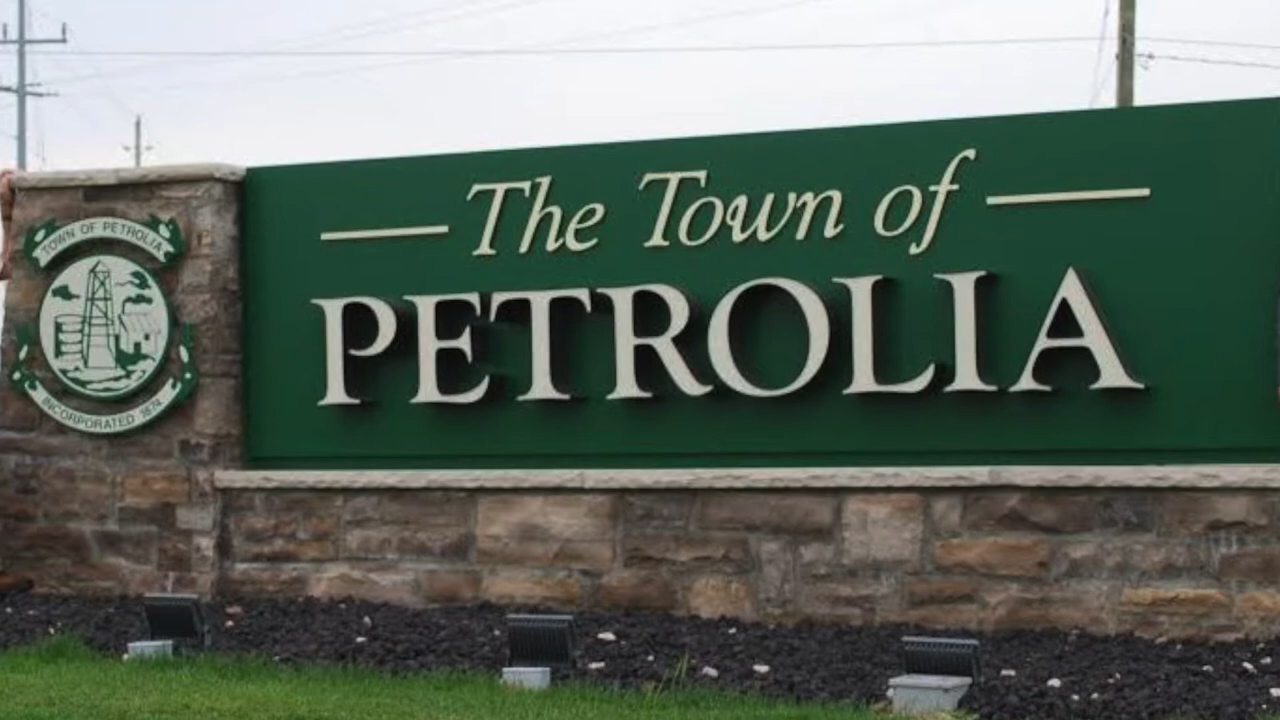 TOWN OF PETROLIA
INCORPORATED 1874
The Town of
PETROLIA